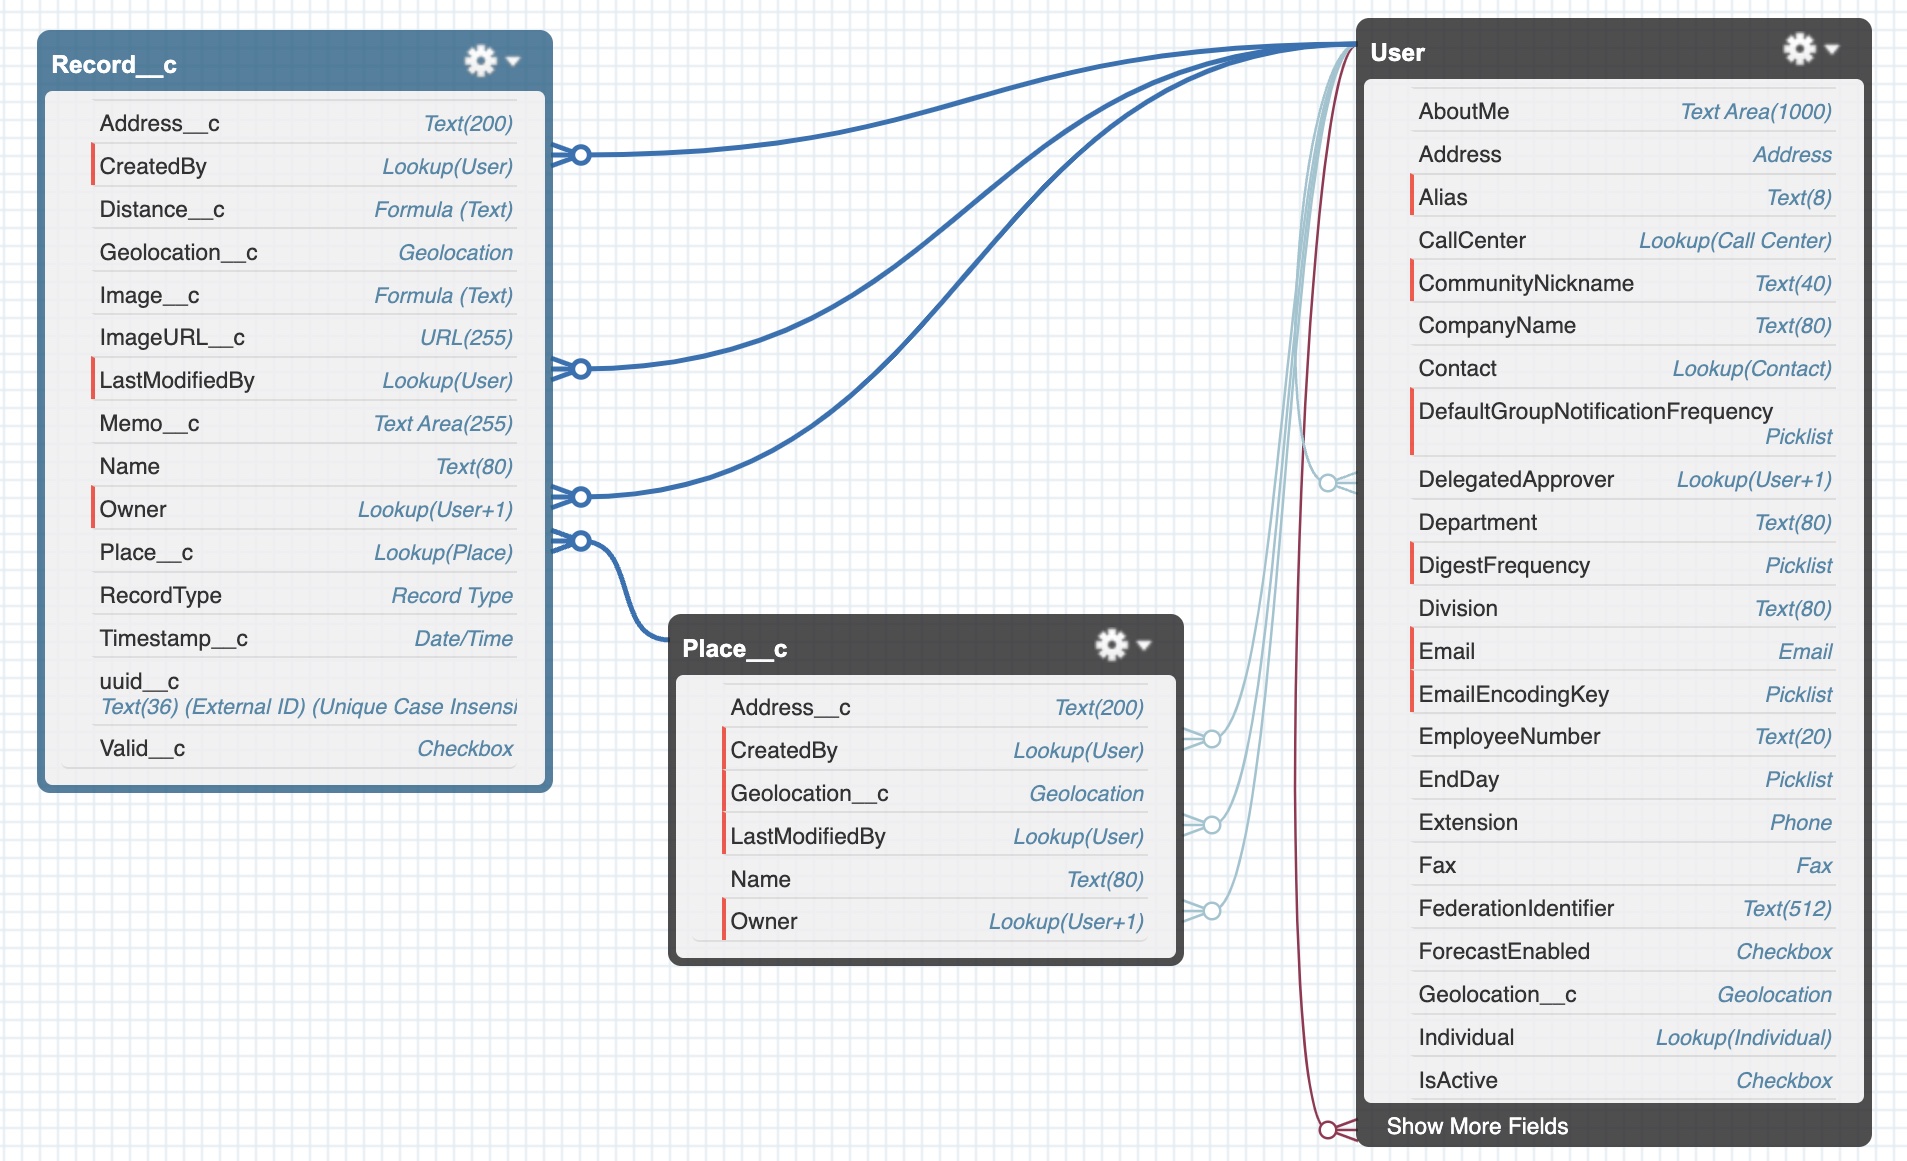 Record__c
Address__c Text(200)
CreatedBy Lookup(User)
Distance__c Formula (Text)
Geolocation__c Geolocation
Image__c Formula (Text)
ImageURL__c URL(255)
LastModifiedBy Lookup(User)
Memo__c Text Area(255)
Name Text(80)
Owner Lookup(User+1)
Place__c Lookup(Place)
RecordType Record Type
Timestamp__c Date/Time
uuid__c
Text(36) (External ID) (Unique Case Insensi
Valid__c Checkbox
Place__c
Address__c Text(200)
CreatedBy Lookup(User)
Geolocation__c Geolocation
LastModifiedBy Lookup(User)
Name Text(80)
Owner Lookup(User+1)
User
AboutMe Text Area(1000)
Address Address
Alias Text(8)
CallCenter Lookup(Call Center)
CommunityNickname Text(40)
CompanyName Text(80)
Contact Lookup(Contact)
DefaultGroupNotificationFrequency
Picklist
DelegatedApprover Lookup(User+1)
Department Text(80)
DigestFrequency Picklist
Division Text(80)
Email Email
EmailEncodingKey Picklist
EmployeeNumber Text(20)
EndDay Picklist
Extension Phone
Fax Fax
FederationIdentifier Text(512)
ForecastEnabled Checkbox
Geolocation__c Geolocation
Individual Lookup(Individual)
IsActive Checkbox
Show More Fields